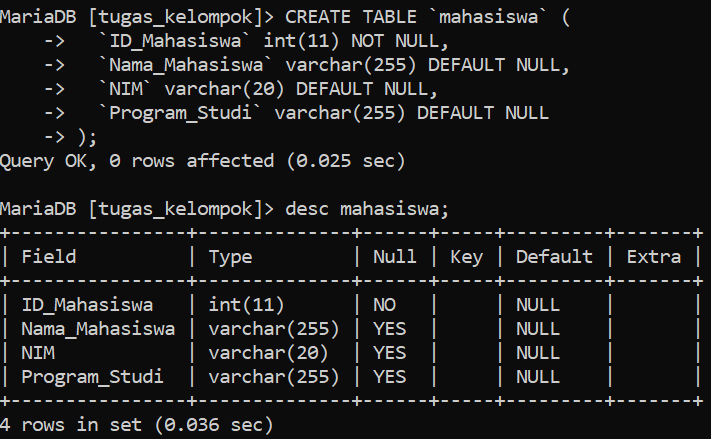 MariaDB [tugas_kelompok]> CREATE TABLE `mahasiswa` (
    ->   `ID_Mahasiswa` int(11) NOT NULL,
    ->   `Nama_Mahasiswa` varchar(255) DEFAULT NULL,
    ->   `NIM` varchar(20) DEFAULT NULL,
    ->   `Program_Studi` varchar(255) DEFAULT NULL
    -> );
Query OK, 0 rows affected (0.025 sec)

MariaDB [tugas_kelompok]> desc mahasiswa;
+----------------+--------------+------+-----+---------+-------+
| Field          | Type         | Null | Key | Default | Extra |
+----------------+--------------+------+-----+---------+-------+
| ID_Mahasiswa   | int(11)      | NO   |     | NULL    |       |
| Nama_Mahasiswa | varchar(255) | YES  |     | NULL    |       |
| NIM            | varchar(20)  | YES  |     | NULL    |       |
| Program_Studi  | varchar(255) | YES  |     | NULL    |       |
+----------------+--------------+------+-----+---------+-------+
4 rows in set (0.036 sec)